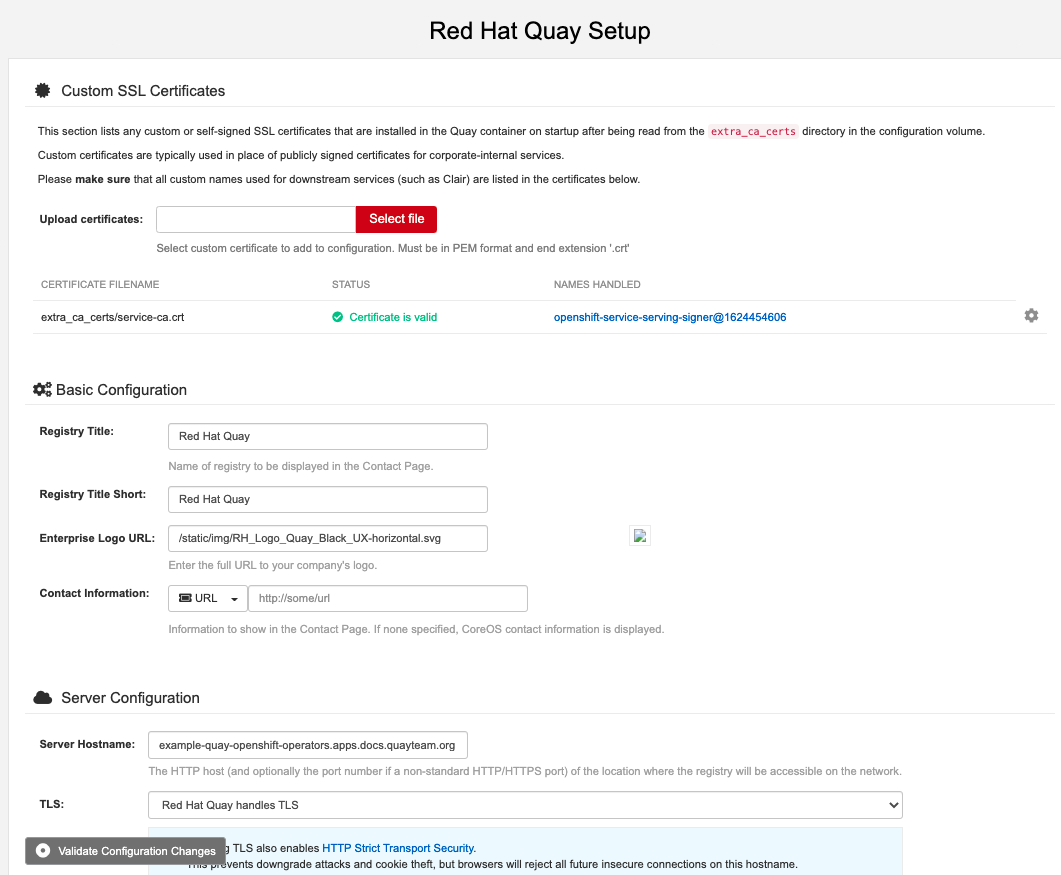 Red Hat Quay Setup
Custom SSL Certificates
This section lists any custom or self-signed SSL certificates that are installed in the Quay container on startup after being read from the extra_ca_certs directory in the configuration volume.
Custom certificates are typically used in place of publicly signed certificates for corporate-internal services.
Please make sure that all custom names used for downstream services (such as Clair) are listed in the certificates below.
Upload certificates: Select file
Select custom certificate to add to configuration. Must be in PEM format and end extension '.crt'
CERTIFICATE FILENAME STATUS NAMES HANDLED
extra_ca_certs/service-ca.crt Certificate is valid openshift-service-serving-signer@1624454606
Basic Configuration
Registry Title: Red Hat Quay
Name of registry to be displayed in the Contact Page.
Registry Title Short: Red Hat Quay
Enterprise Logo URL: /static/img/RH_Logo_Quay_Black_UX-horizontal.svg
Enter the full URL to your company's logo.
Contact Information: URL http://some/url
Information to show in the Contact Page. If none specified, CoreOS contact information is displayed.
Server Configuration
Server Hostname: example-quay-openshift-operators.apps.docs.quayteam.org
The HTTP host (and optionally the port number if a non-standard HTTP/HTTPS port) of the location where the registry will be accessible on the network.
TLS: Red Hat Quay handles TLS
TLS also enables HTTP Strict Transport Security.
Validate Configuration Changes
This prevents downgrade attacks and cookie theft, but browsers will reject all future insecure connections on this hostname.